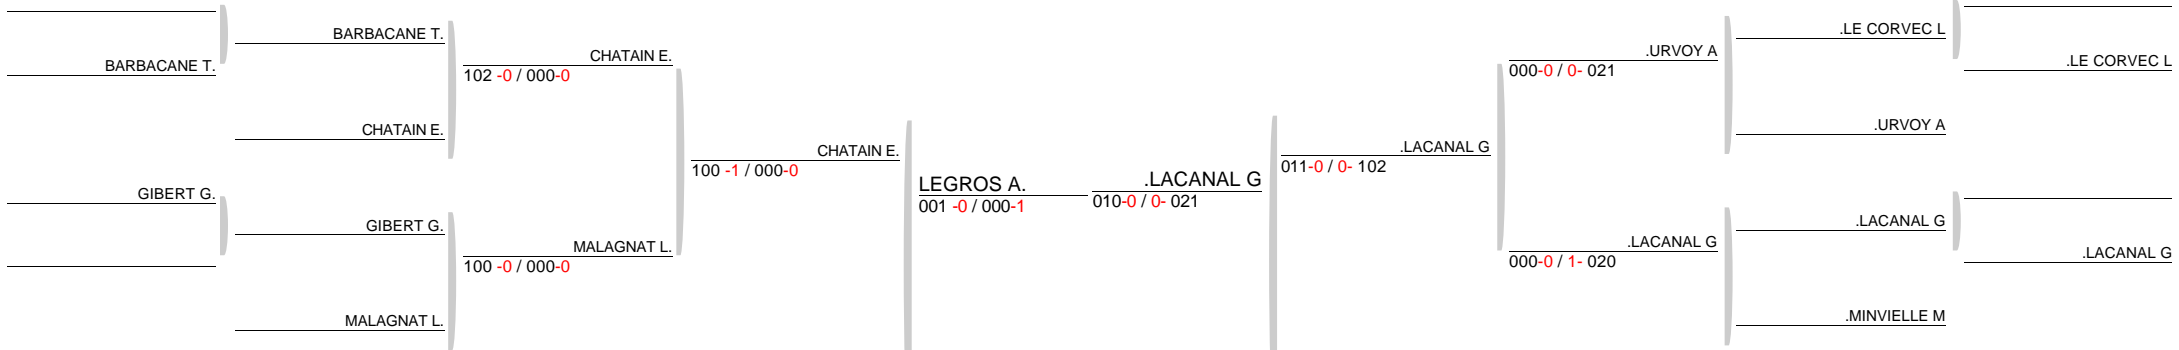 BARBACANE T.
GIBERT G.
BARBACANE T.
CHATAIN E.
GIBERT G.
MALAGNAT L.
CHATAIN E.
102 -0 / 000-0
MALAGNAT L.
100 -0 / 000-0
CHATAIN E.
100 -1 / 000-0
LEGROS A.
001 -0 / 000-1
.LACANAL G
010-0 / 0- 021
.LACANAL G
011-0 / 0- 102
.URVOY A
000-0 / 0- 021
.LACANAL G
000-0 / 1- 020
.LE CORVEC L
.URVOY A
.LACANAL G
.MINVIELLE M
.LE CORVEC L
.LACANAL G